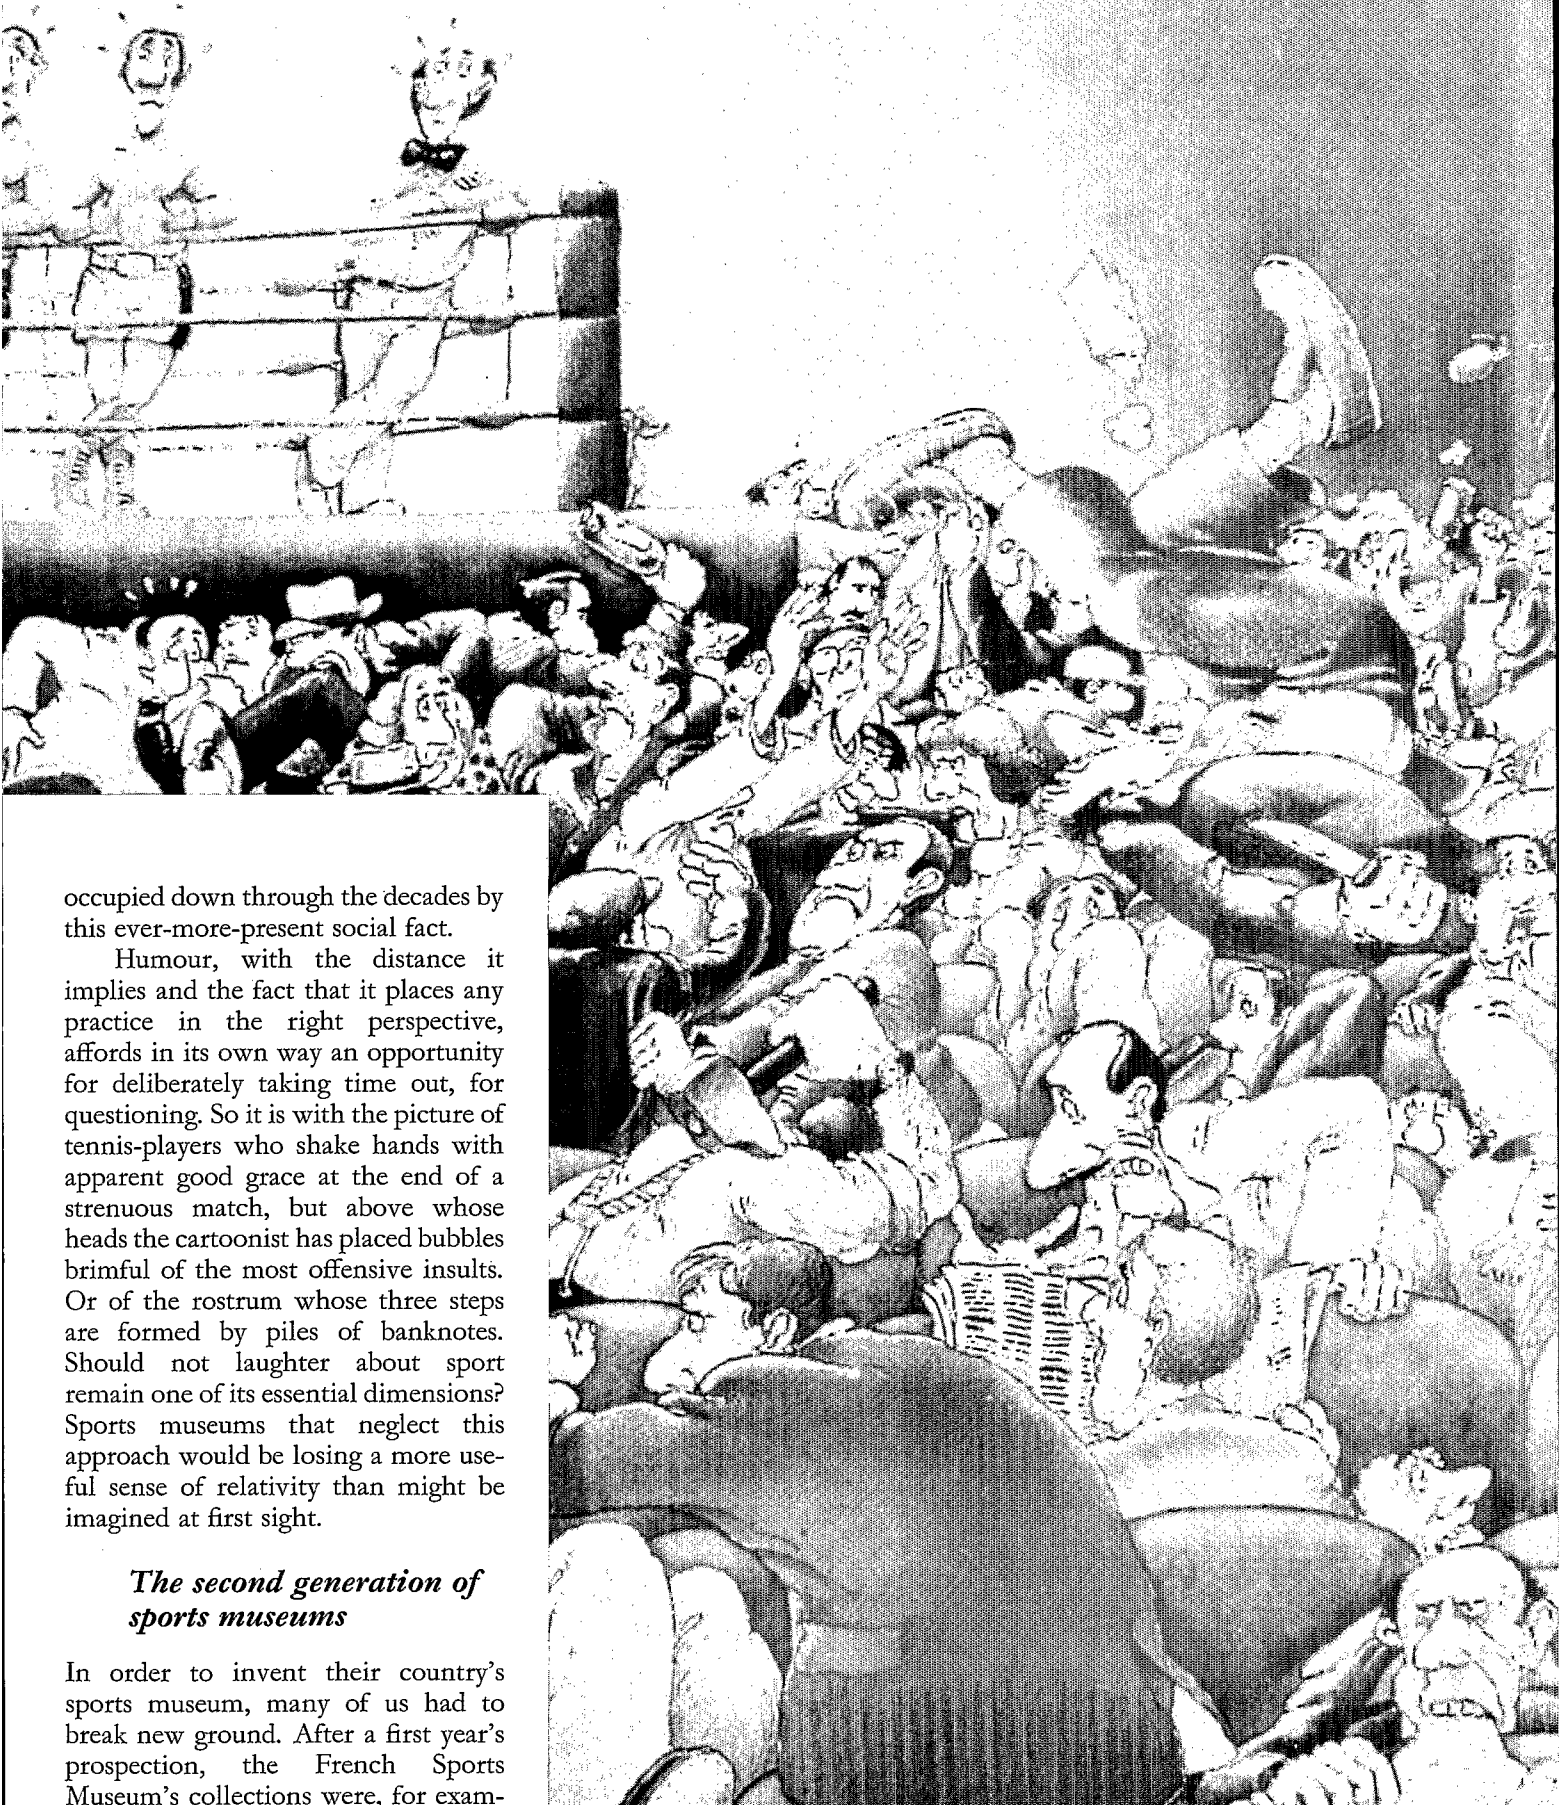 occupied down through the decades by
this ever-more-present social fact.
Humour, with the distance it
implies and the fact that it places any
practice in the right perspective,
affords in its own way an opportunity
for deliberately taking time out, for
questioning. So it is with the picture of
tennis-players who shake hands with
apparent good grace at the end of a
strenuous match, but above whose
heads the cartoonist has placed bubbles
brimful of the most offensive insults.
Or of the rostrum whose three steps
are formed by piles of banknotes.
Should not laughter about sport
remain one of its essential dimensions?
Sports museums that neglect this
approach would be losing a more use-
ful sense of relativity than might be
imagined at first sight.
The second generation of
sports museums
In order to invent their country's
sports museum, many of us had to
break new ground. After a first year's
prospection, the French Sports
Museum's collections were, for exam-